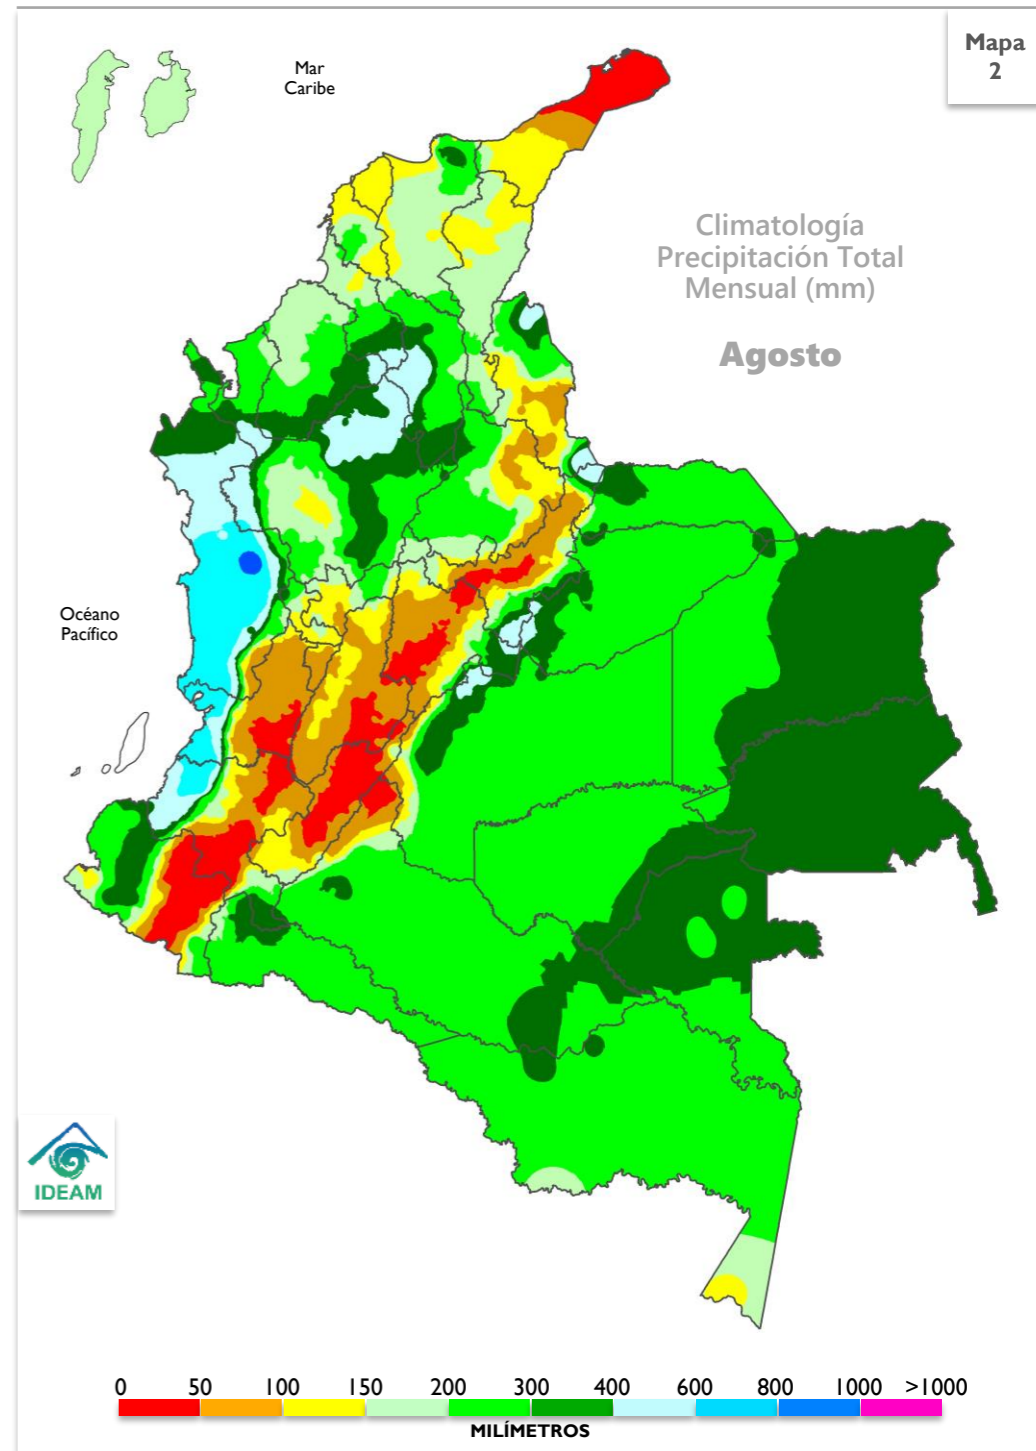 Mapa
2
Mar
Caribe
Climatología
Precipitación Total
Mensual (mm)
Agosto
Océano
Pacífico
IDEAM
0 50 100 150 200 300 400 600 800 1000 >1000
MILÍMETROS